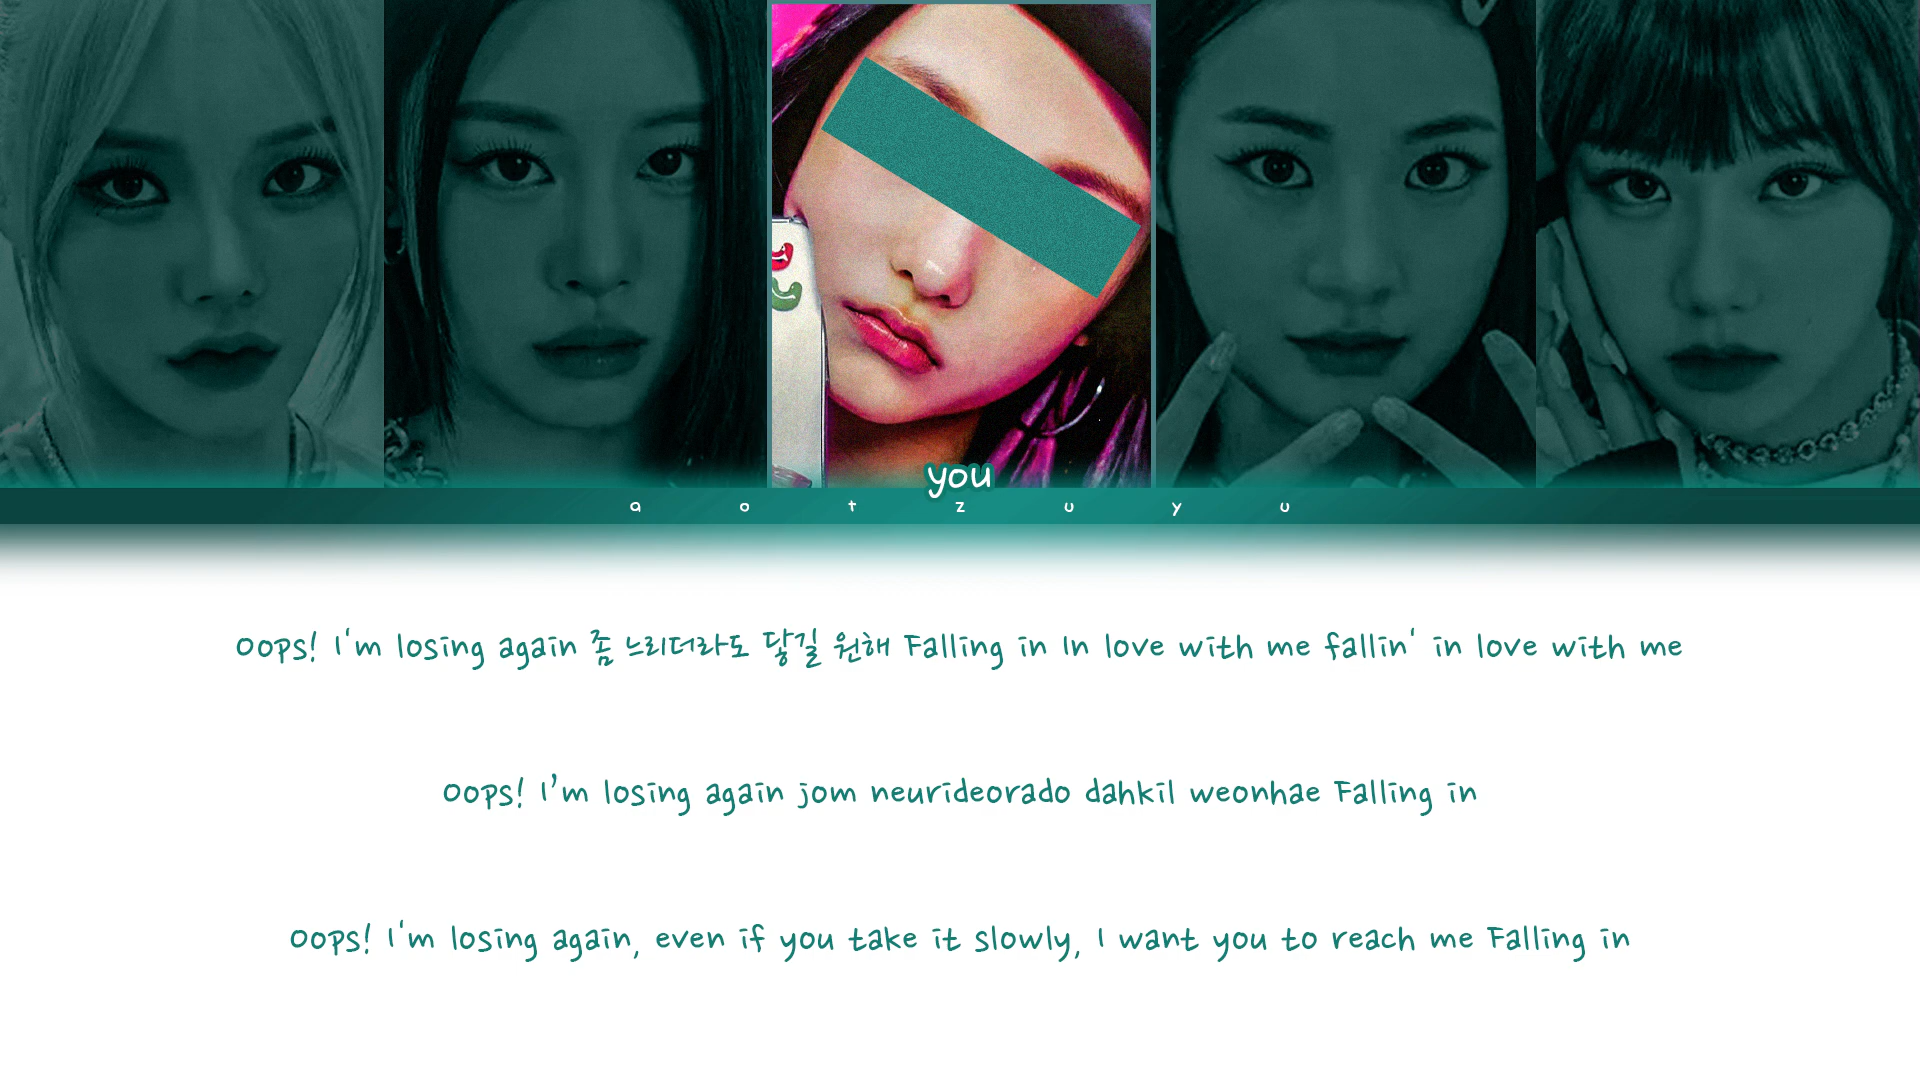 you
a o t z u y u
Oops! I'm losing again 좀 느리더라도 닿길 원해 Falling in In love with me fallin' in love with me
Oops! I'm losing again jom neurideorado dahkil weonhae Falling in
Oops! I'm losing again, even if you take it slowly, I want you to reach me Falling in